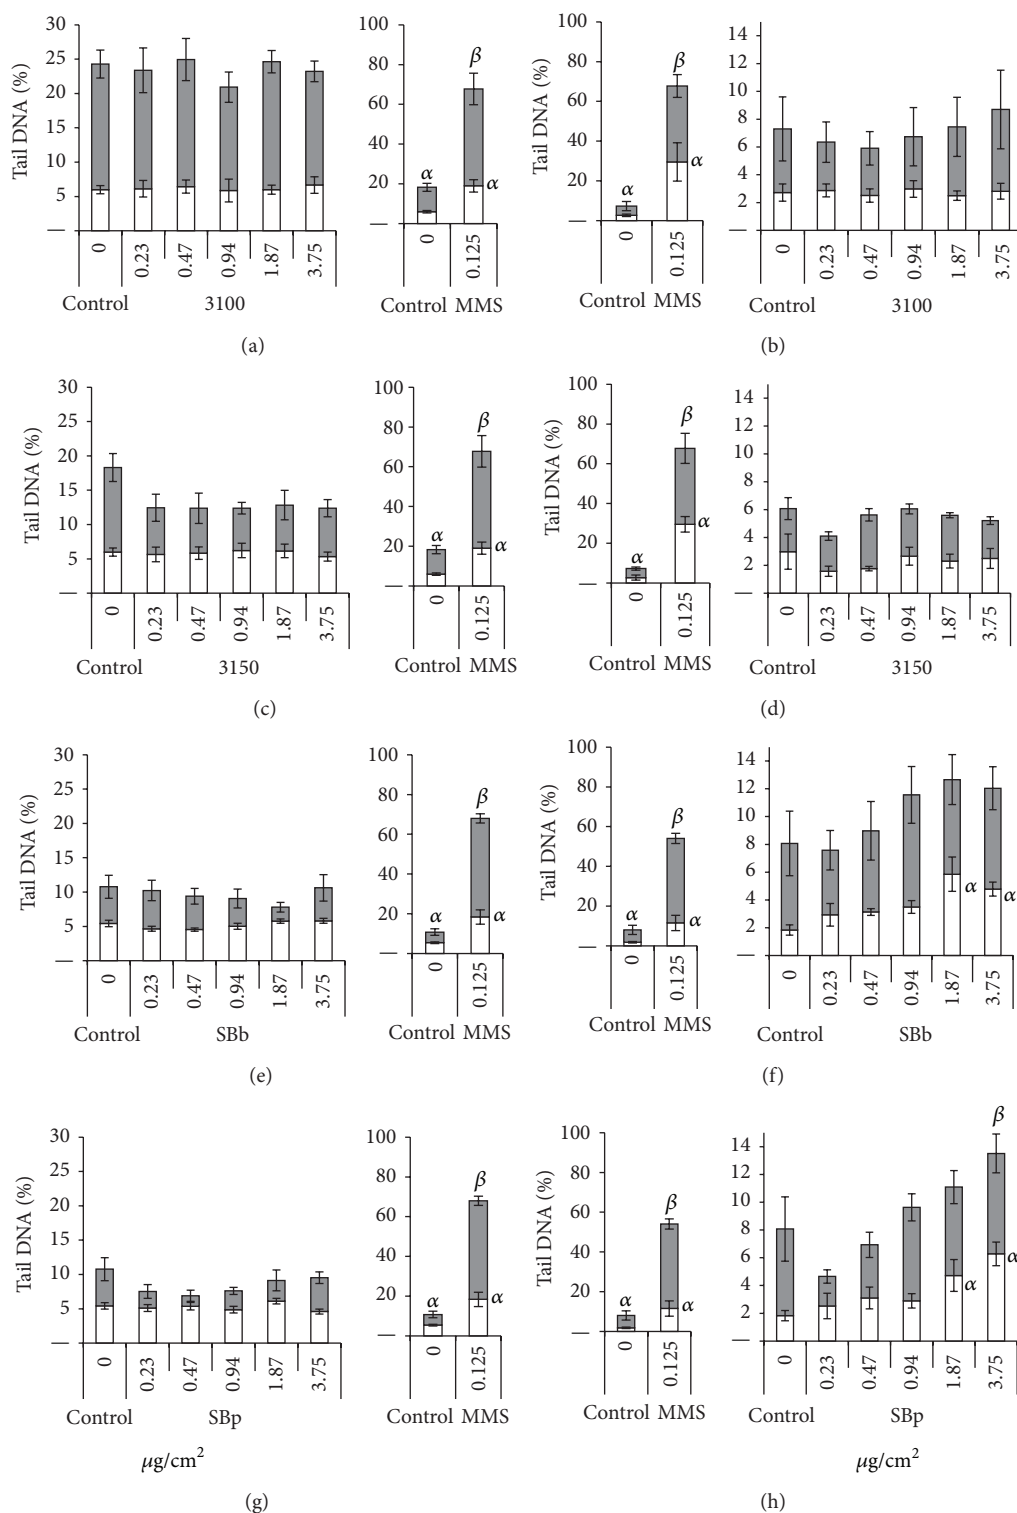 30
25
20
15
10
5
—
Tail DNA (%)
0
0.23
0.47
0.94
1.87
3.75
Control
3100
100
80
60
40
20
—
α
β
α
0
0.125
Control MMS
(a)
Tail DNA (%)
100
80
60
40
20
—
α
β
α
0
0.125
Control MMS
14
12
10
8
6
4
2
—
0
0.23
0.47
0.94
1.87
3.75
Control
3100
(b)
30
25
20
15
10
5
—
Tail DNA (%)
0
0.23
0.47
0.94
1.87
3.75
Control
3150
100
80
60
40
20
—
α
β
α
0
0.125
Control MMS
(c)
Tail DNA (%)
100
80
60
40
20
—
α
β
α
0
0.125
Control MMS
14
12
10
8
6
4
2
—
0
0.23
0.47
0.94
1.87
3.75
Control
3150
(d)
30
25
20
15
10
5
—
Tail DNA (%)
0
0.23
0.47
0.94
1.87
3.75
Control
SBb
100
80
60
40
20
—
α
β
α
0
0.125
Control MMS
(e)
Tail DNA (%)
100
80
60
40
20
—
α
β
α
0
0.125
Control MMS
14
12
10
8
6
4
2
—
α
α
0
0.23
0.47
0.94
1.87
3.75
Control
SBb
(f)
30
25
20
15
10
5
—
Tail DNA (%)
0
0.23
0.47
0.94
1.87
3.75
Control
SBp
μg/cm²
100
80
60
40
20
—
α
β
α
0
0.125
Control MMS
(g)
Tail DNA (%)
100
80
60
40
20
—
α
β
α
0
0.125
Control MMS
14
12
10
8
6
4
2
—
α
β
α
0
0.23
0.47
0.94
1.87
3.75
Control
SBp
μg/cm²
(h)